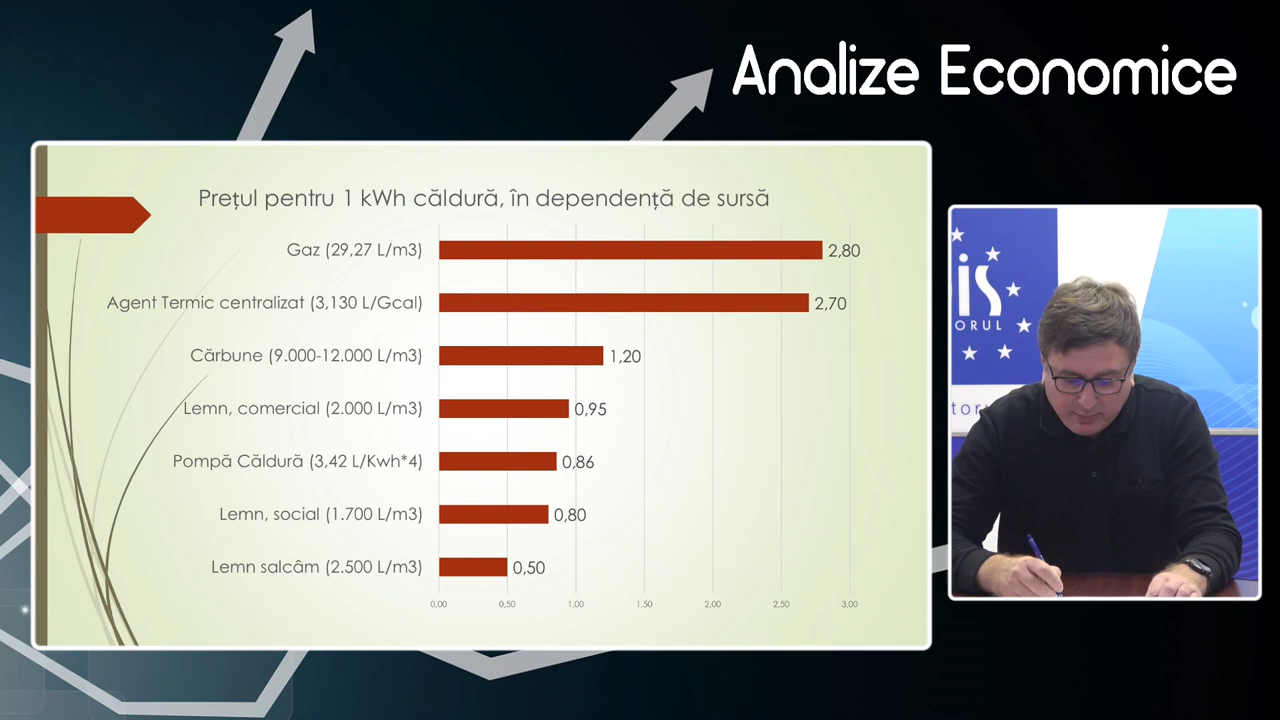 Analize Economice
Prețul pentru 1 kWh căldură, în dependență de sursă
Gaz (29,27 L/m3)
2,80
Agent Termic centralizat (3,130 L/Gcal)
2,70
Cărbune (9.000-12.000 L/m3)
1,20
Lemn, comercial (2.000 L/m3)
0,95
Pompă Căldură (3,42 L/Kwh*4)
0,86
Lemn, social (1.700 L/m3)
0,80
Lemn salcâm (2.500 L/m3)
0,50
0,00 0,50 1,00 1,50 2,00 2,50 3,00